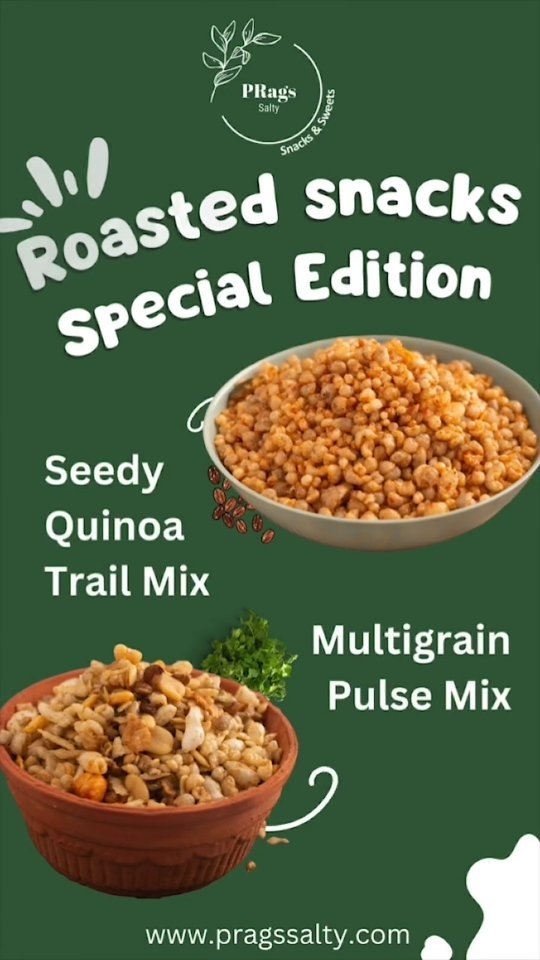 PRags
Salty
Snacks & Sweets
Roasted snacks
Special Edition
Seedy
Quinoa
Trail Mix
Multigrain
Pulse Mix
www.pragssalty.com